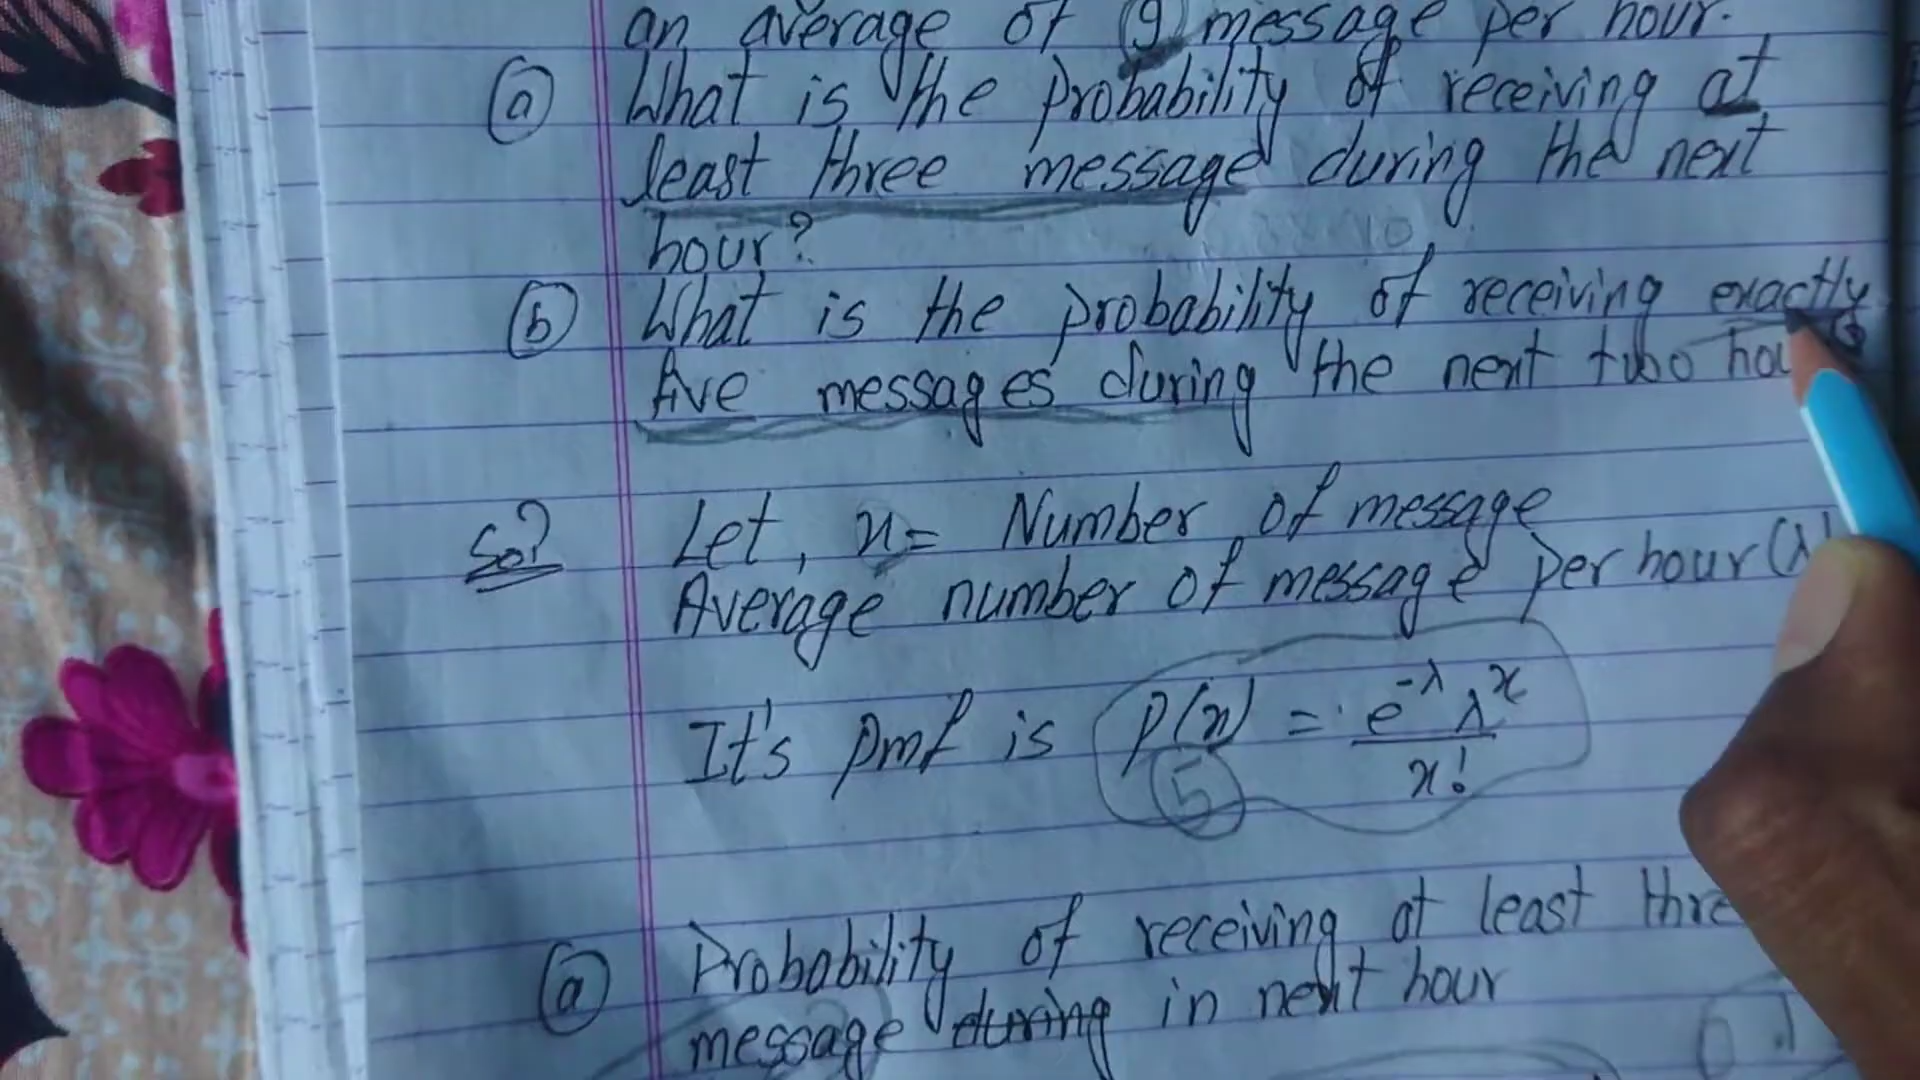 an average of 9 message per hour.
(a) What is the probability of receiving at
least three message during the next
hour?
(b) What is the probability of receiving exactly
five messages during the next two hou
Sol Let, x = Number of message
Average number of message per hour (λ)
It's pmf is P(x) = e^-λ λ^x / x!
5
(a) Probability of receiving at least thre
message during in next hour